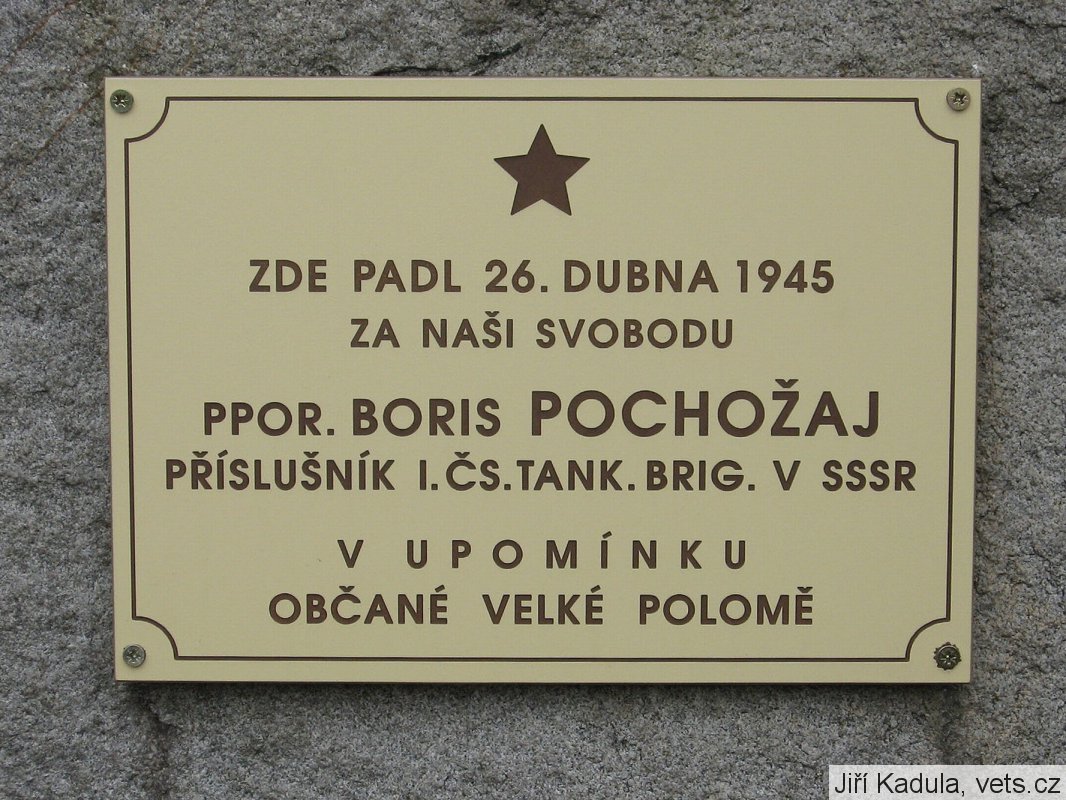 ZDE PADL 26. DUBNA 1945
ZA NAŠI SVOBODU
PPOR. BORIS POCHOŽAJ
PŘÍSLUŠNÍK I. ČS. TANK. BRIG. V SSSR
V UPOMÍNKU
OBČANÉ VELKÉ POLOMĚ
Jiří Kadula, vets.cz